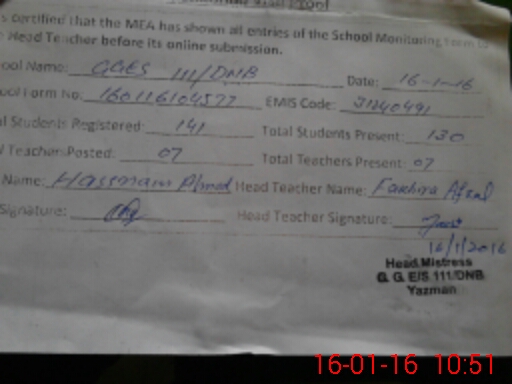 s certified that the MEA has shown all entries of the School Monitoring Form to
Head Teacher before its online submission.
ool Name: GGES 111/DNB Date: 16-1-16
ool Form No. 160116104577 EMIS Code: 31240491
al Students Registered: 141 Total Students Present: 130
l Teachers Posted: 07 Total Teachers Present: 07
Name: Hassnain Ahmad Head Teacher Name: Afzal
Signature: Head Teacher Signature:
16/1/2016
Head Mistress
G. G. E/S 111/DNB
Yazman
16-01-16 10:51